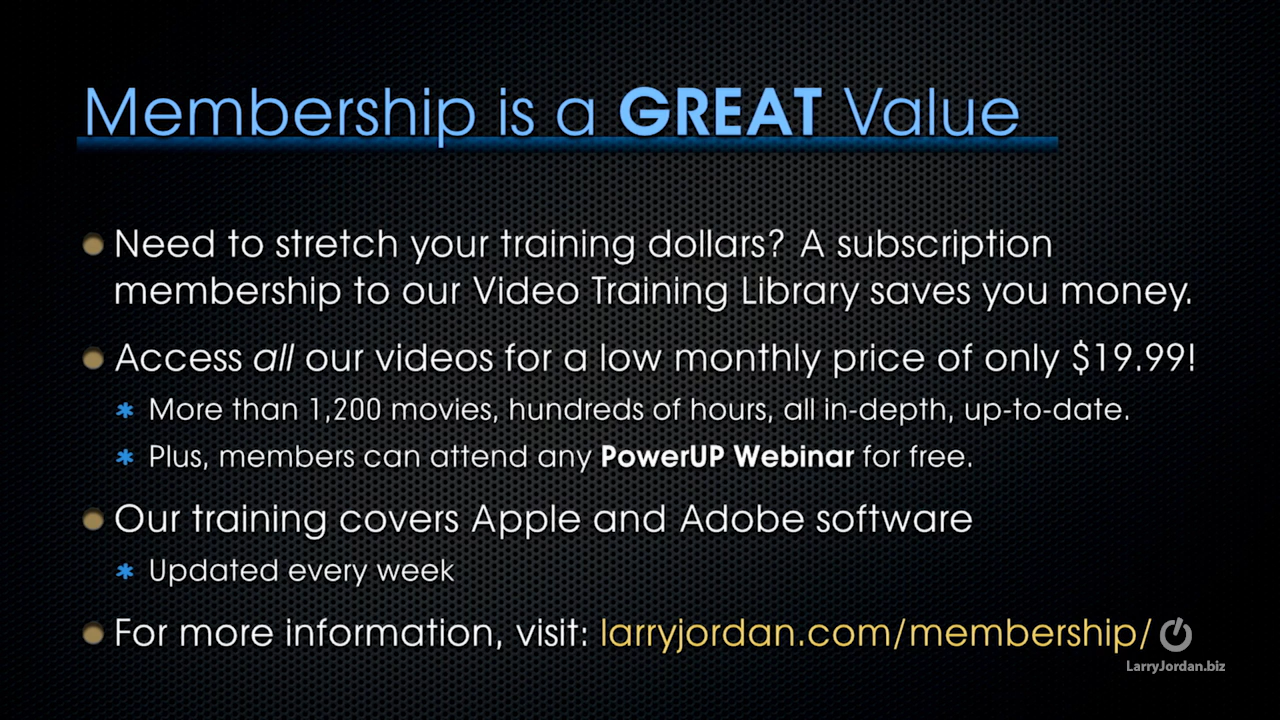 Membership is a GREAT Value
Need to stretch your training dollars? A subscription
membership to our Video Training Library saves you money.
Access all our videos for a low monthly price of only $19.99!
More than 1,200 movies, hundreds of hours, all in-depth, up-to-date.
Plus, members can attend any PowerUP Webinar for free.
Our training covers Apple and Adobe software
Updated every week
For more information, visit: larryjordan.com/membership/
LarryJordan.biz